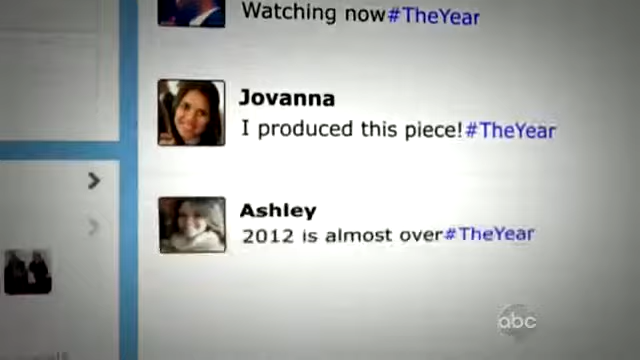 Watching now#TheYear
Jovanna
I produced this piece!#TheYear
Ashley
2012 is almost over#TheYear
abc